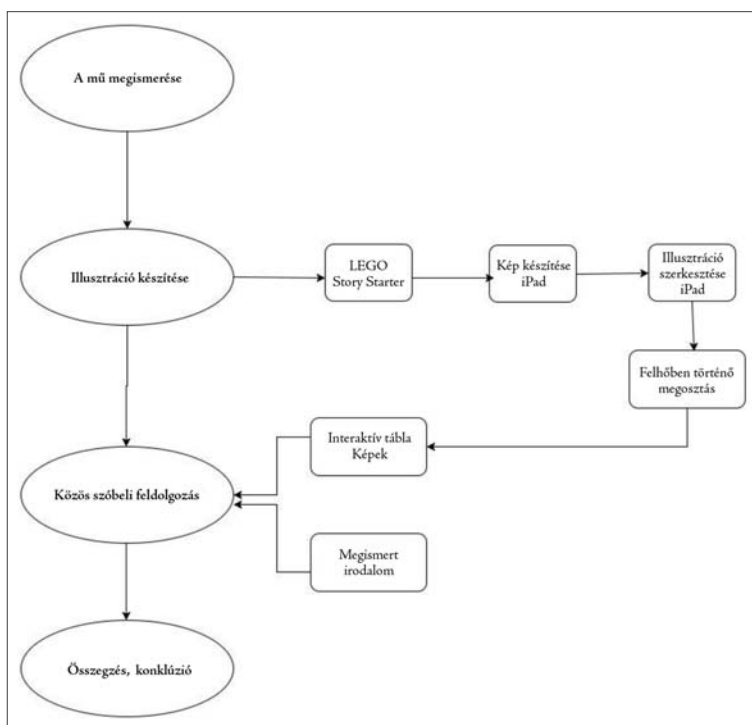 A mű megismerése
Illusztráció készítése
LEGO
Story Starter
Kép készítése
iPad
Illusztráció
szerkesztése
iPad
Felhőben történő
megosztás
Interaktív tábla
Képek
Közös szóbeli feldolgozás
Megismert
irodalom
Összegzés, konklúzió